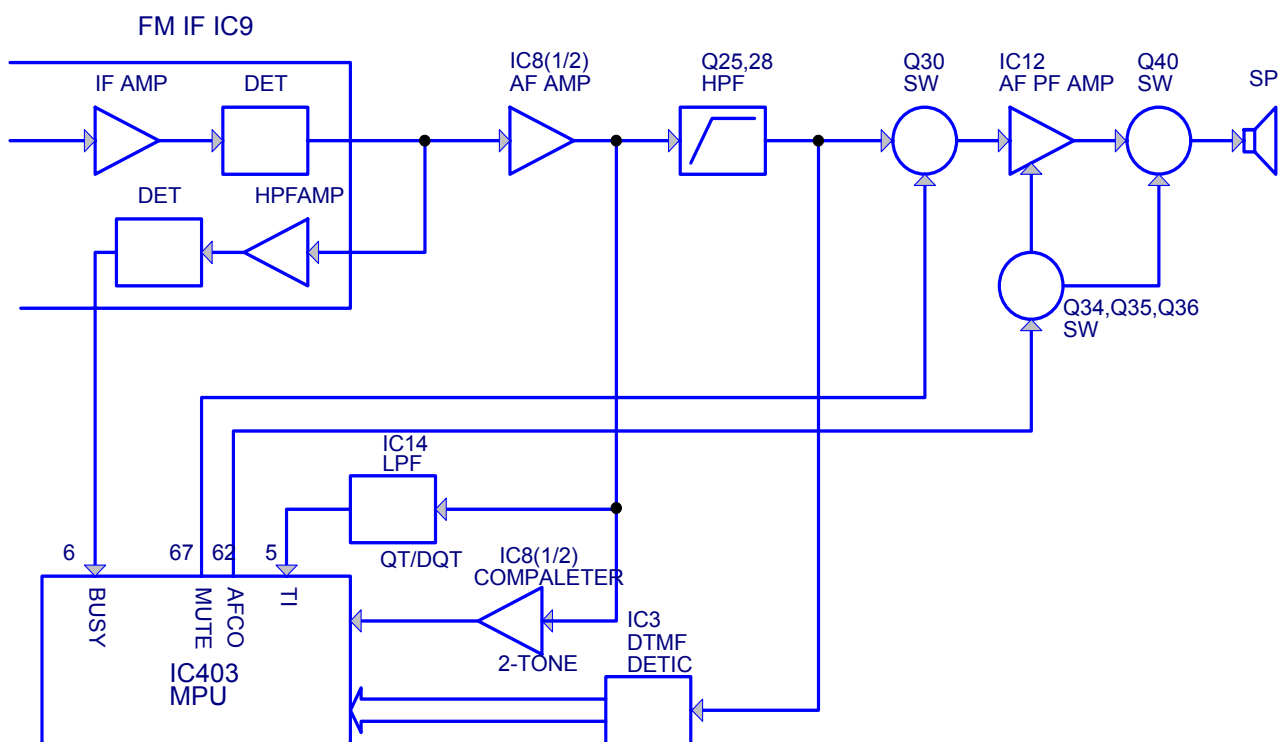 FM IF IC9
IF AMP
DET
IC8(1/2)
AF AMP
Q25,28
HPF
Q30
SW
IC12
AF PF AMP
Q40
SW
SP
DET
HPFAMP
Q34,Q35,Q36
SW
IC14
LPF
QT/DQT
6
67
62
5
BUSY
MUTE
AFCO
TI
IC8(1/2)
COMPALETER
2-TONE
IC3
DTMF
DETIC
IC403
MPU